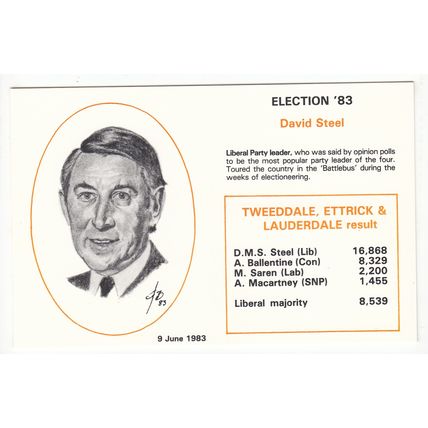 ELECTION '83
David Steel
Liberal Party leader, who was said by opinion polls
to be the most popular party leader of the four.
Toured the country in the 'Battlebus' during the
weeks of electioneering.
TWEEDDALE, ETTRICK &
LAUDERDALE result
D.M.S. Steel (Lib) 16,868
A. Ballentine (Con) 8,329
M. Saren (Lab) 2,200
A. Macartney (SNP) 1,455
Liberal majority 8,539
83
9 June 1983